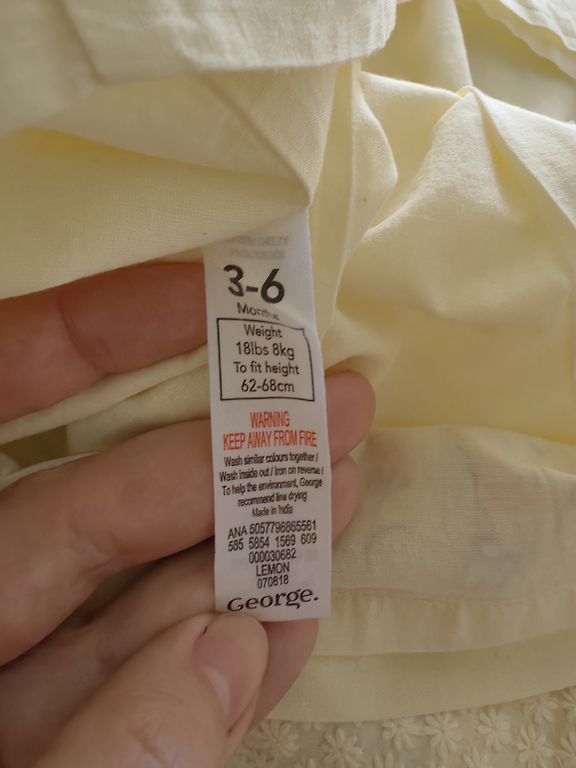 3-6
Months
Weight
18lbs 8kg
To fit height
62-68cm
WARNING
KEEP AWAY FROM FIRE
Wash similar colours together /
Wash inside out / Iron on reverse /
To help the environment, George
recommend line drying
Made in India
ANA 5057796865561
585 5854 1569 609
000030682
LEMON
070818
George.